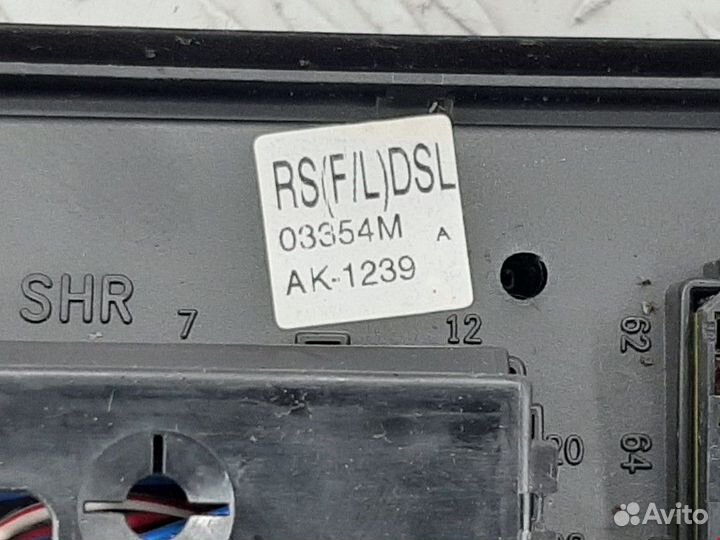 RS(F/L)DSL
03354M A
AK-1239
SHR
7
12
62
20
64
Avito